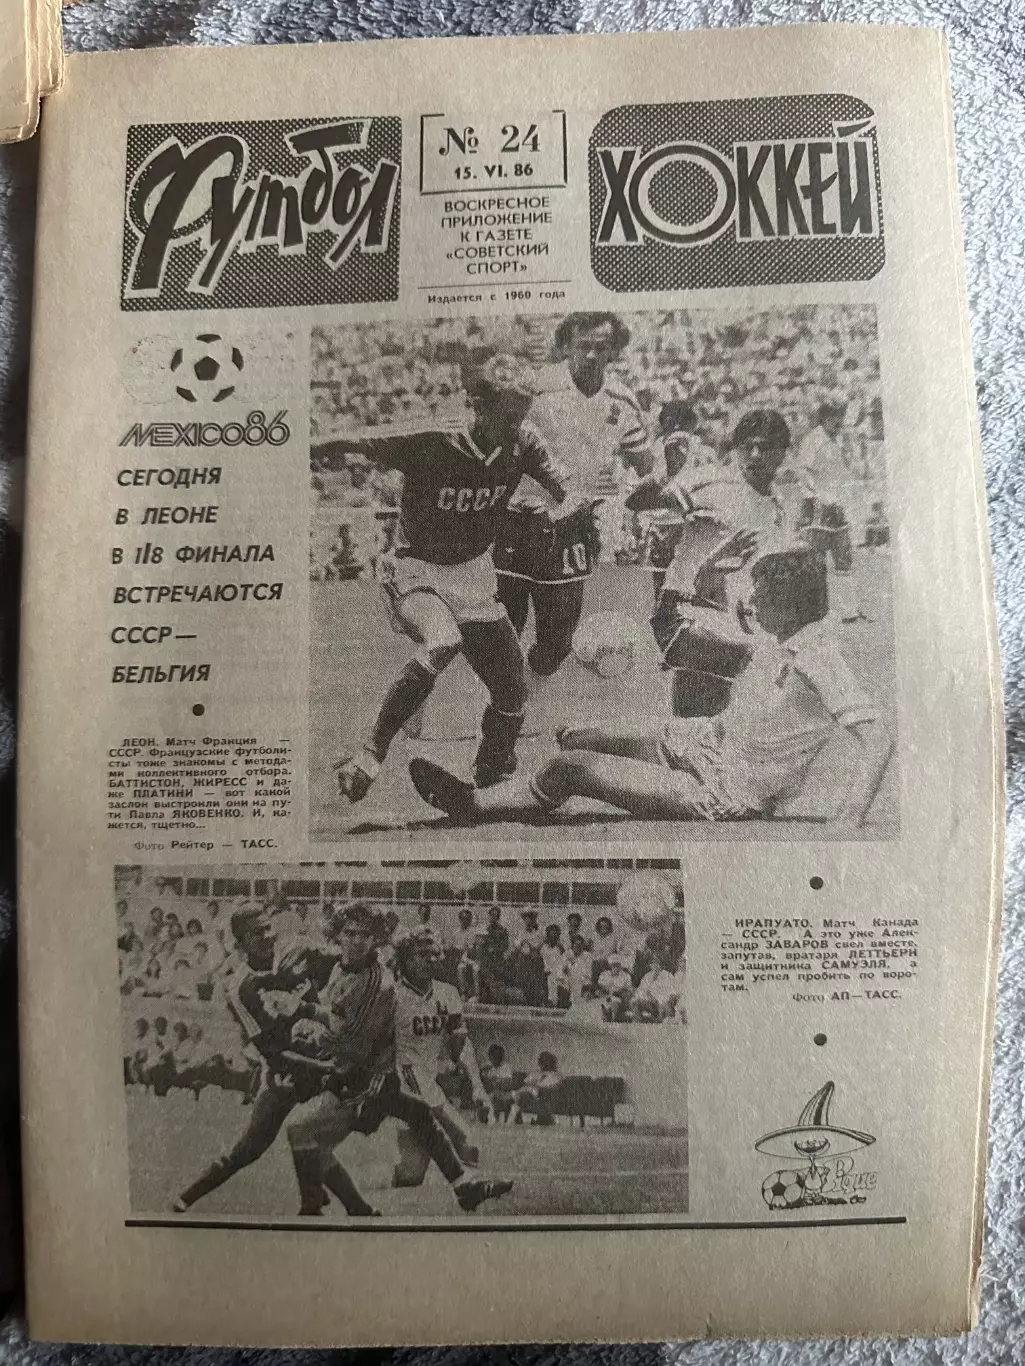 Футбол
№ 24
15. VI. 86
ВОСКРЕСНОЕ
ПРИЛОЖЕНИЕ
К ГАЗЕТЕ
«СОВЕТСКИЙ
СПОРТ»
Издается с 1960 года
ХОККЕЙ
MEXICO86
СЕГОДНЯ
В ЛЕОНЕ
В 1/8 ФИНАЛА
ВСТРЕЧАЮТСЯ
СССР—
БЕЛЬГИЯ
ЛЕОН. Матч Франция —
СССР. Французские футболи-
сты тоже знакомы с метода-
ми коллективного отбора.
БАТТИСТОН, ЖИРЕСС и да-
же ПЛАТИНИ — вот какой
заслон выстроили они на пу-
ти Павла ЯКОВЕНКО. И, ка-
жется, тщетно...
Фото Рейтер — ТАСС.
СССР
10
ИРАПУАТО. Матч Канада
— СССР. А это уже Алек-
сандр ЗАВАРОВ свел вместе,
запутав, вратаря ЛЕТТЬЕРИ
и защитника САМУЭЛЯ, а
сам успел пробить по воро-
там.
Фото АП—ТАСС.
СССР
12
Pique